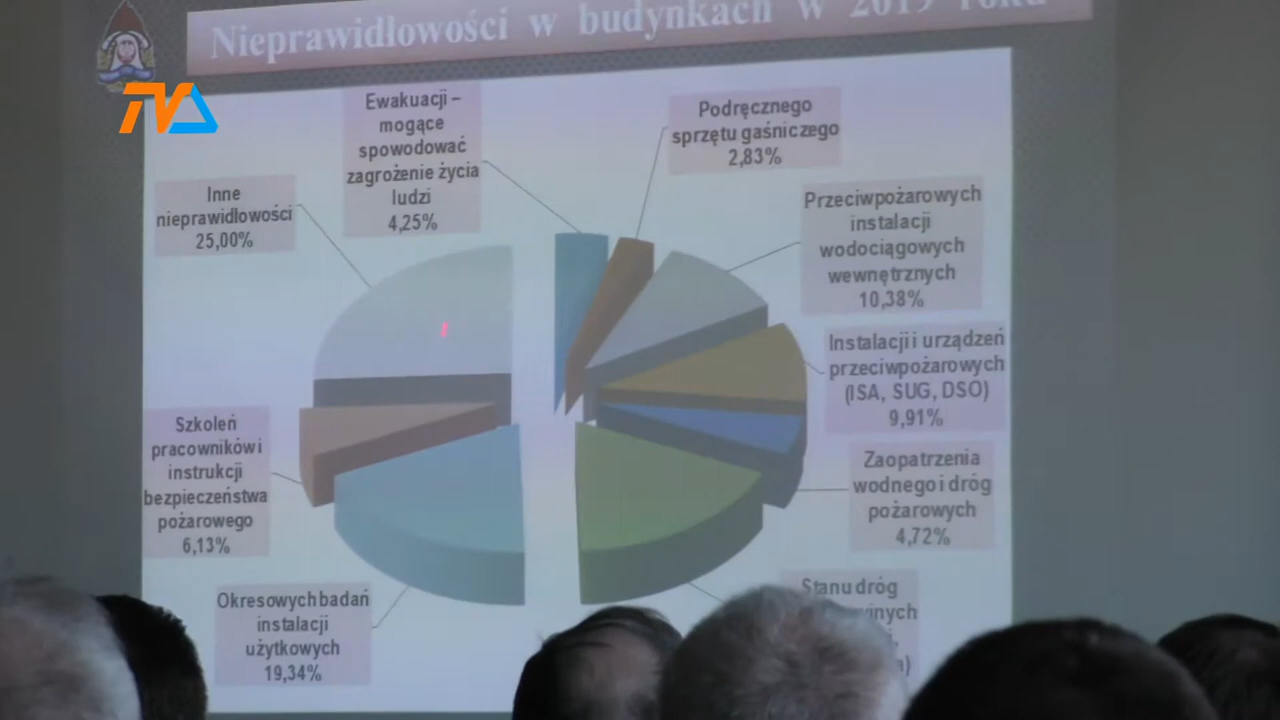 Nieprawidłowości w budynkach w 2019 roku
TVA
Ewakuacji –
mogące
spowodować
zagrożenie życia
ludzi
4,25%
Podręcznego
sprzętu gaśniczego
2,83%
Inne
nieprawidłowości
25,00%
Przeciwpożarowych
instalacji
wodociągowych
wewnętrznych
10,38%
Instalacji i urządzeń
przeciwpożarowych
(ISA, SUG, DSO)
9,91%
Szkoleń
pracowników i
instrukcji
bezpieczeństwa
pożarowego
6,13%
Zaopatrzenia
wodnego i dróg
pożarowych
4,72%
Okresowych badań
instalacji
użytkowych
19,34%
Stanu dróg